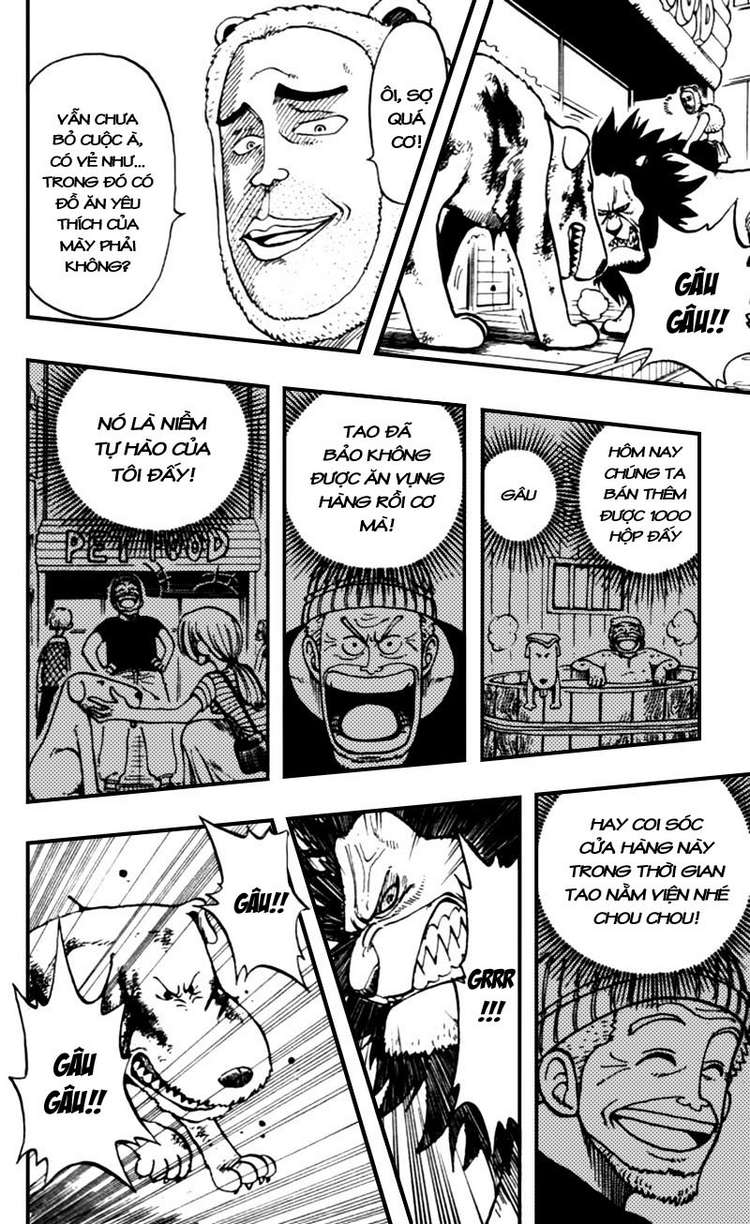 GÂU
GÂU!!
ÔI, SỢ
QUÁ
CƠ!
VẪN CHƯA
BỎ CUỘC À,
CÓ VẺ NHƯ...
TRONG ĐÓ CÓ
ĐỒ ĂN YÊU
THÍCH CỦA
MÀY PHẢI
KHÔNG?
HÔM NAY
CHÚNG TA
BÁN THÊM
ĐƯỢC 1000
HỘP ĐẤY
GÂU
TAO ĐÃ
BẢO KHÔNG
ĐƯỢC ĂN VỤNG
HÀNG RỒI CƠ
MÀ!
NÓ LÀ NIỀM
TỰ HÀO CỦA
TÔI ĐẤY!
PET FOOD
HAY COI SÓC
CỬA HÀNG NÀY
TRONG THỜI GIAN
TAO NẰM VIỆN NHÉ
CHOU CHOU!
GRRR
!!!
GÂU!!
GÂU
GÂU!!